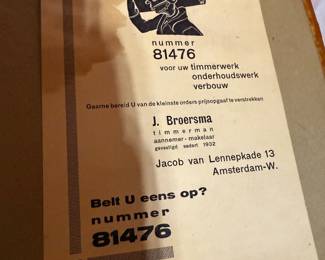 nummer
81476
voor uw timmerwerk
onderhoudswerk
verbouw
Gaarne bereid U van de kleinste orders prijsopgaaf te verstrekken
J. Broersma
timmerman
aannemer - makelaar
gevestigd sedert 1932
Jacob van Lennepkade 13
Amsterdam-W.
Belt U eens op?
nummer
81476